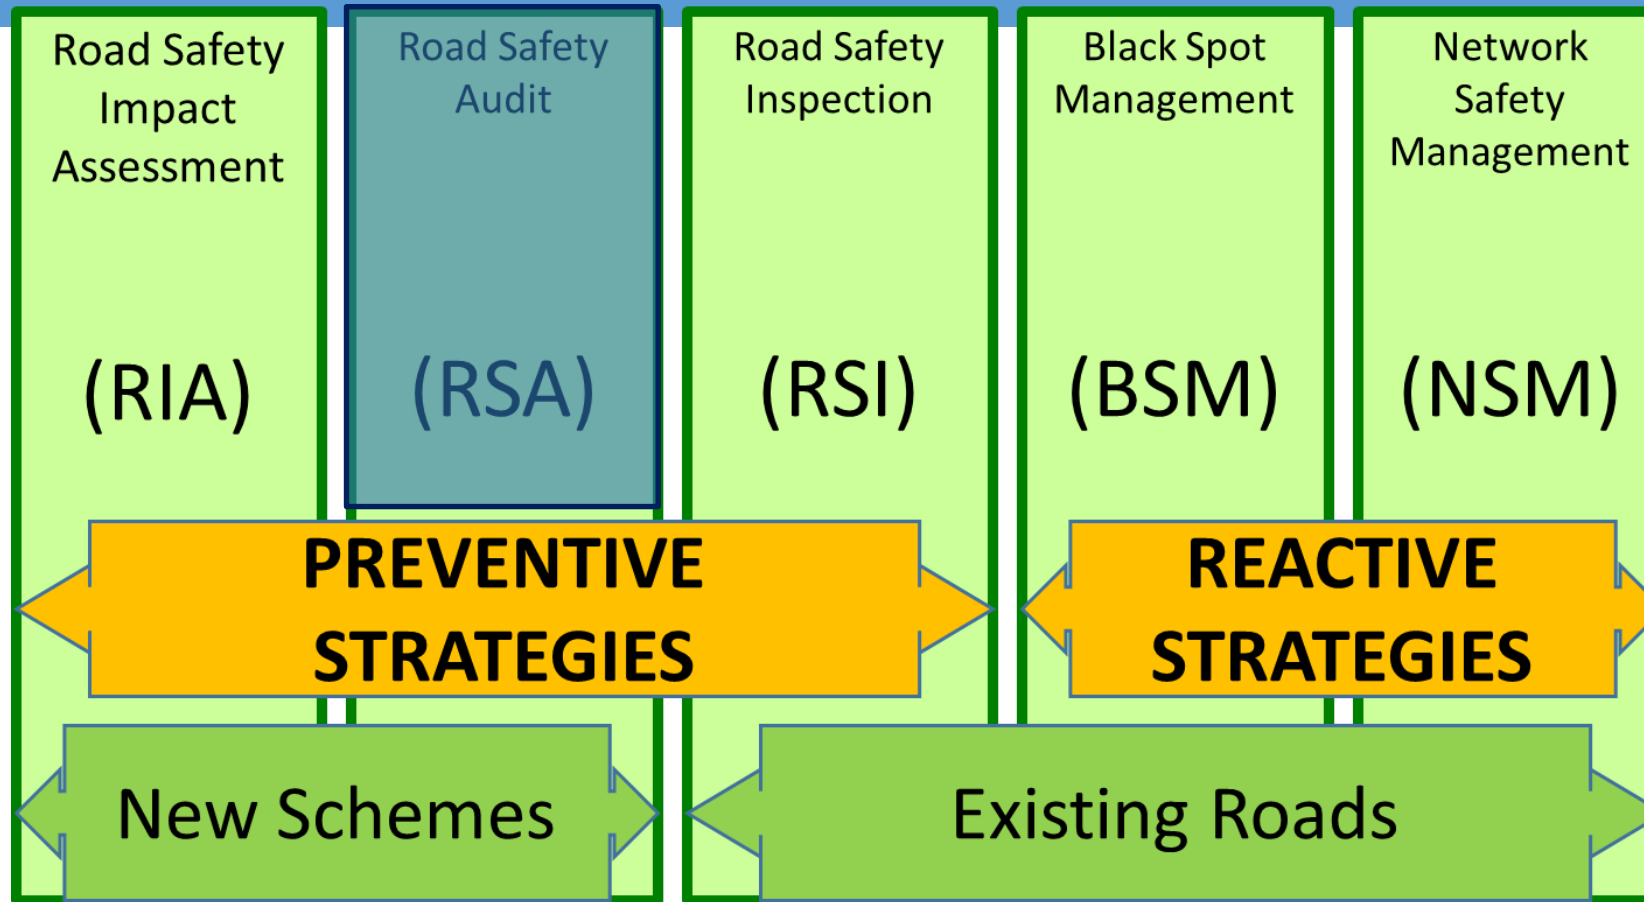 Road Safety
Impact
Assessment
(RIA)
Road Safety
Audit
(RSA)
Road Safety
Inspection
(RSI)
Black Spot
Management
(BSM)
Network
Safety
Management
(NSM)
PREVENTIVE
STRATEGIES
REACTIVE
STRATEGIES
New Schemes
Existing Roads